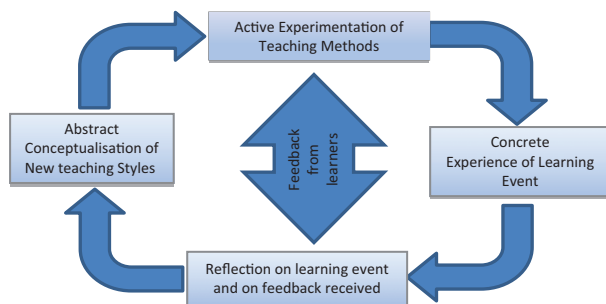 Active Experimentation of
Teaching Methods
Abstract
Conceptualisation of
New teaching Styles
Feedback
from
learners
Concrete
Experience of Learning
Event
Reflection on learning event
and on feedback received